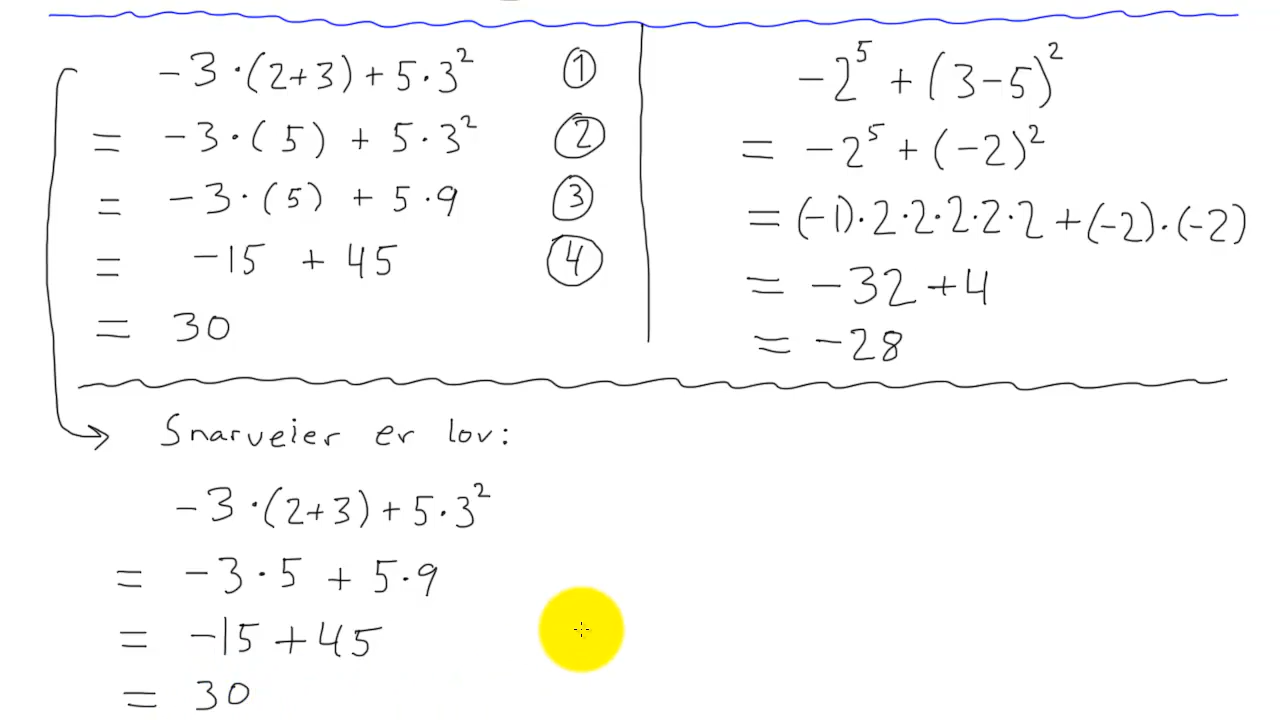 -3·(2+3)+5·3² ①
= -3·(5) + 5·3² ②
= -3·(5) + 5·9 ③
= -15 + 45 ④
= 30
-2⁵ + (3-5)²
= -2⁵ + (-2)²
= (-1)·2·2·2·2·2 + (-2)·(-2)
= -32 + 4
= -28
Snarveier er lov:
-3·(2+3)+5·3²
= -3·5 + 5·9
= -15 + 45
= 30